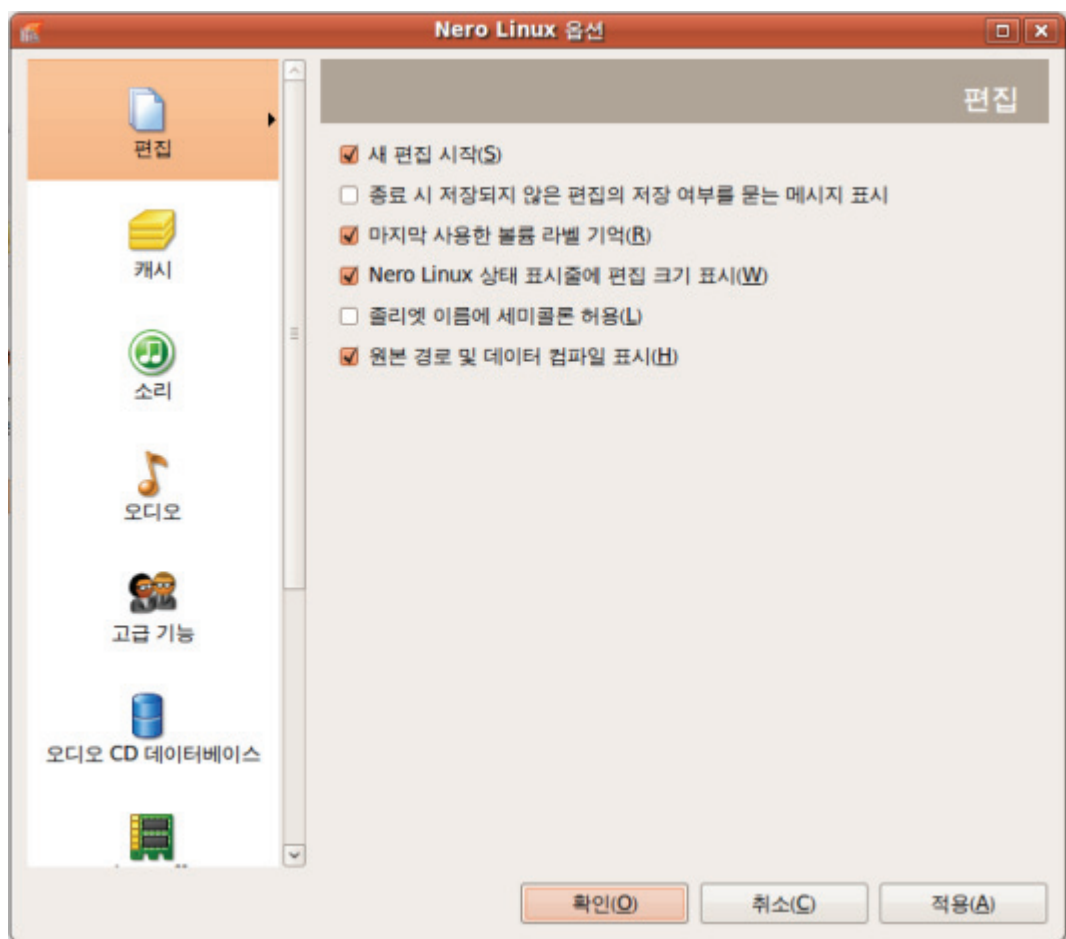 Nero Linux 옵션
편집
캐시
소리
오디오
고급 기능
오디오 CD 데이터베이스
편집
새 편집 시작(S)
종료 시 저장되지 않은 편집의 저장 여부를 묻는 메시지 표시
마지막 사용한 볼륨 라벨 기억(R)
Nero Linux 상태 표시줄에 편집 크기 표시(W)
졸리엣 이름에 세미콜론 허용(L)
원본 경로 및 데이터 컴파일 표시(H)
확인(O)
취소(C)
적용(A)